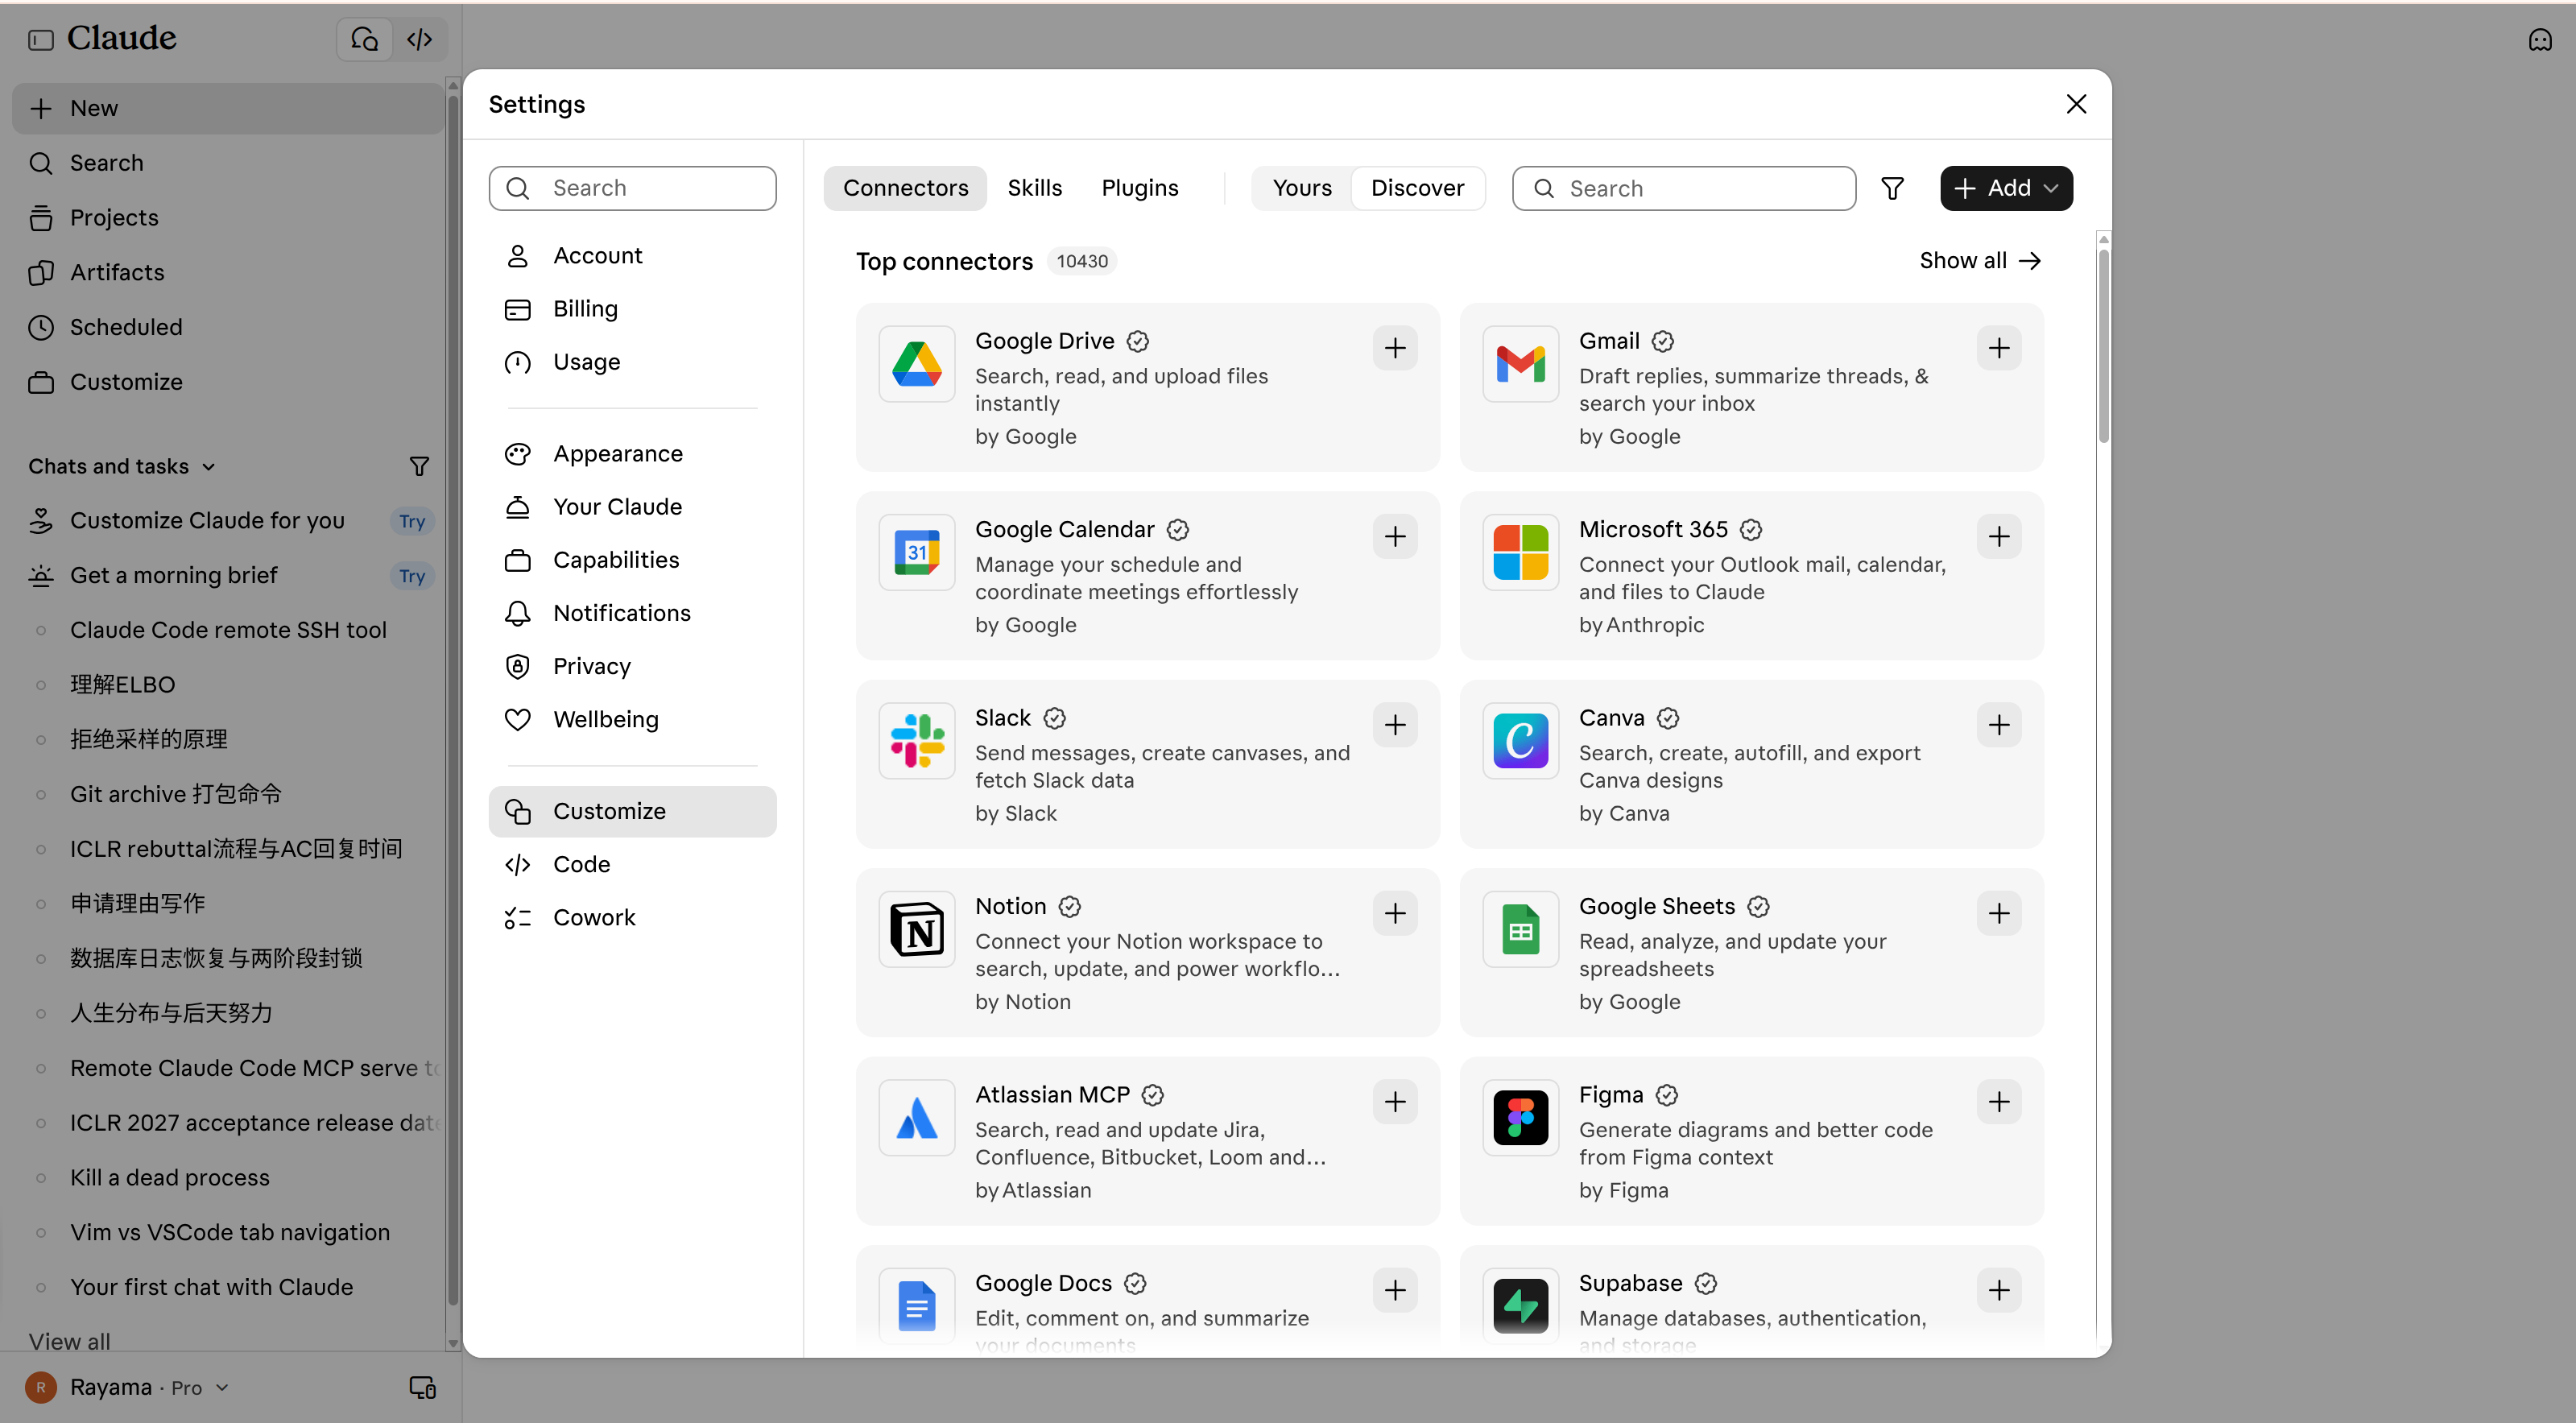 Claude
New
Search
Projects
Artifacts
Scheduled
Customize
Chats and tasks
Customize Claude for you
Try
Get a morning brief
Try
Claude Code remote SSH tool
理解ELBO
拒绝采样的原理
Git archive 打包命令
ICLR rebuttal流程与AC回复时间
申请理由写作
数据库日志恢复与两阶段封锁
人生分布与后天努力
Remote Claude Code MCP serve
ICLR 2027 acceptance release date
Kill a dead process
Vim vs VSCode tab navigation
Your first chat with Claude
View all
R
Rayama · Pro
Settings
Search
Account
Billing
Usage
Appearance
Your Claude
Capabilities
Notifications
Privacy
Wellbeing
Customize
Code
Cowork
Connectors
Skills
Plugins
Yours
Discover
Search
Add
Top connectors
10430
Show all
Google Drive
Search, read, and upload files
instantly
by Google
Gmail
Draft replies, summarize threads, &
search your inbox
by Google
31
Google Calendar
Manage your schedule and
coordinate meetings effortlessly
by Google
Microsoft 365
Connect your Outlook mail, calendar,
and files to Claude
by Anthropic
Slack
Send messages, create canvases, and
fetch Slack data
by Slack
C
Canva
Search, create, autofill, and export
Canva designs
by Canva
N
Notion
Connect your Notion workspace to
search, update, and power workflo...
by Notion
Google Sheets
Read, analyze, and update your
spreadsheets
by Google
Atlassian MCP
Search, read and update Jira,
Confluence, Bitbucket, Loom and...
by Atlassian
Figma
Generate diagrams and better code
from Figma context
by Figma
Google Docs
Edit, comment on, and summarize
your documents
Supabase
Manage databases, authentication,
and storage